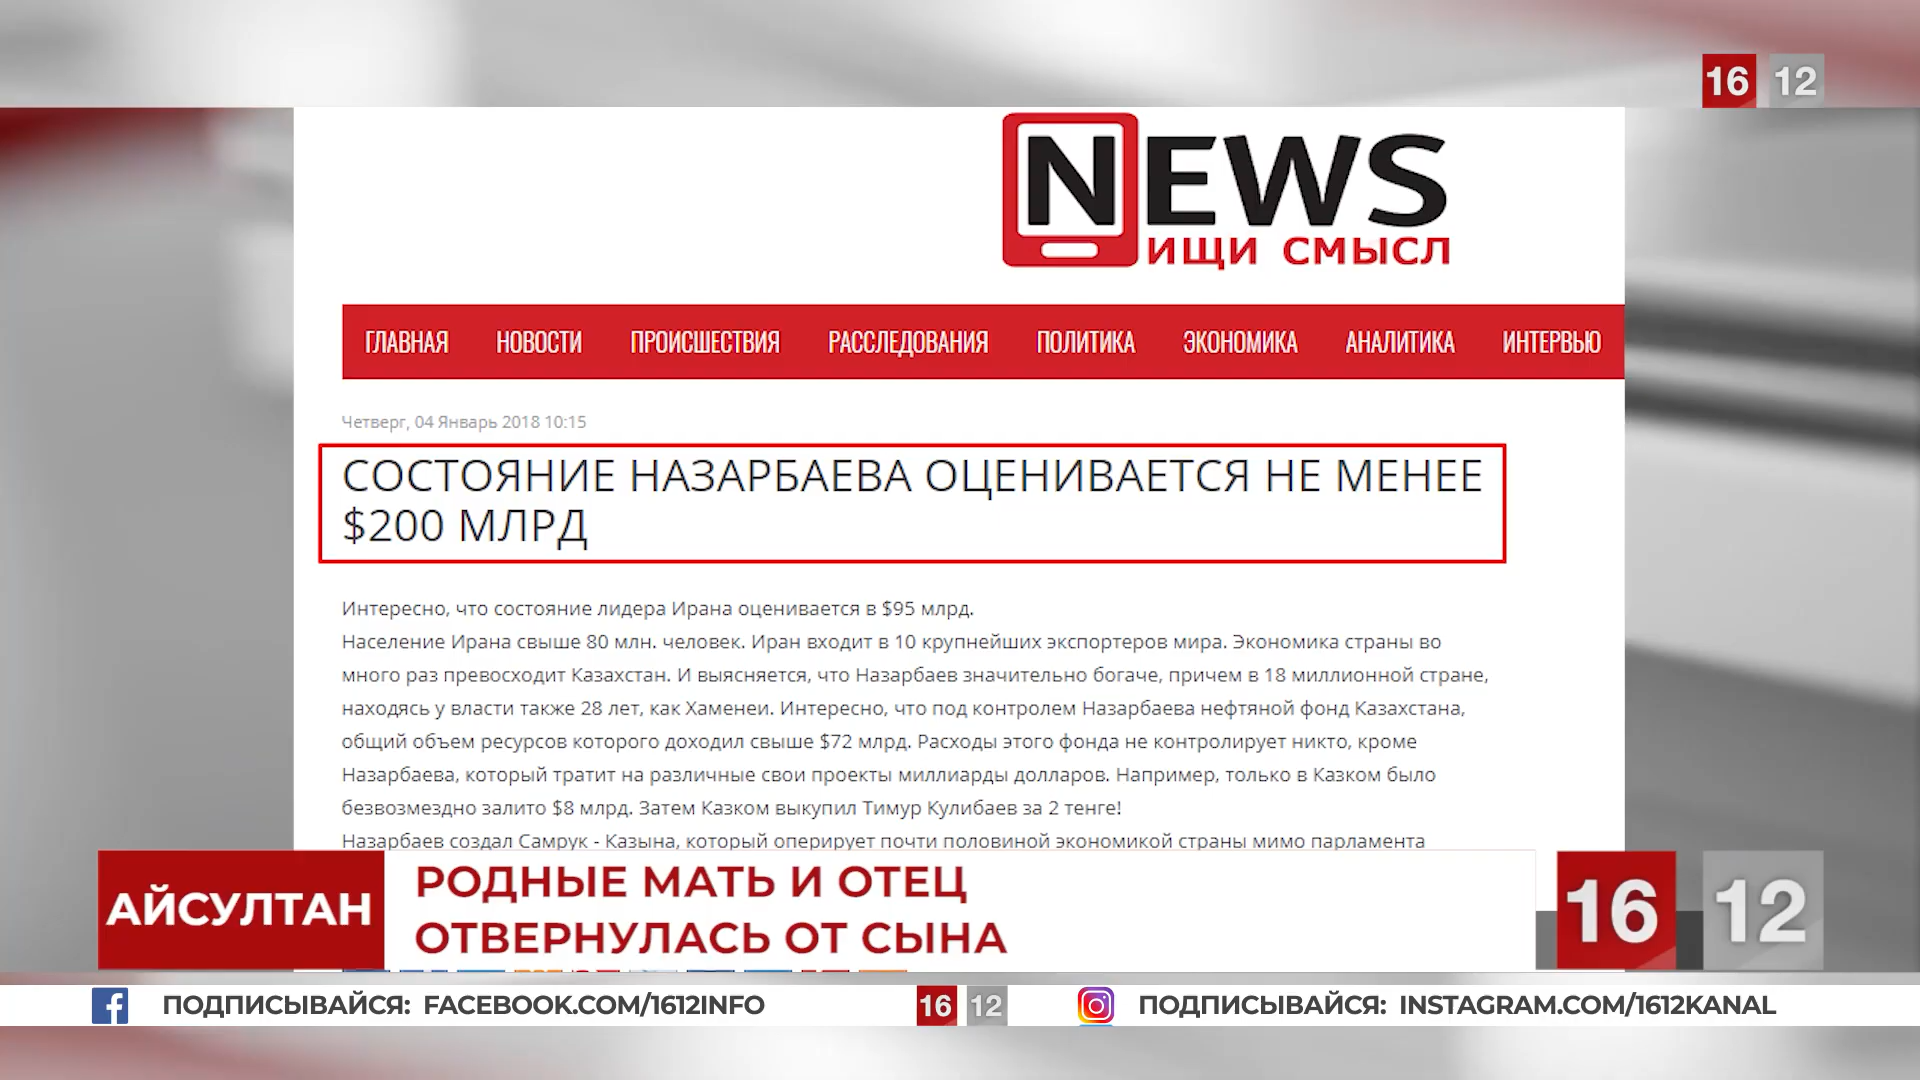 16 12
NEWS
ИЩИ СМЫСЛ
ГЛАВНАЯ НОВОСТИ ПРОИСШЕСТВИЯ РАССЛЕДОВАНИЯ ПОЛИТИКА ЭКОНОМИКА АНАЛИТИКА ИНТЕРВЬЮ
Четверг, 04 Январь 2018 10:15
СОСТОЯНИЕ НАЗАРБАЕВА ОЦЕНИВАЕТСЯ НЕ МЕНЕЕ
$200 МЛРД
Интересно, что состояние лидера Ирана оценивается в $95 млрд.
Население Ирана свыше 80 млн. человек. Иран входит в 10 крупнейших экспортеров мира. Экономика страны во
много раз превосходит Казахстан. И выясняется, что Назарбаев значительно богаче, причем в 18 миллионной стране,
находясь у власти также 28 лет, как Хаменеи. Интересно, что под контролем Назарбаева нефтяной фонд Казахстана,
общий объем ресурсов которого доходил свыше $72 млрд. Расходы этого фонда не контролирует никто, кроме
Назарбаева, который тратит на различные свои проекты миллиарды долларов. Например, только в Казком было
безвозмездно залито $8 млрд. Затем Казком выкупил Тимур Кулибаев за 2 тенге!
Назарбаев создал Самрук - Казына, который оперирует почти половиной экономикой страны мимо парламента
АЙСУЛТАН
РОДНЫЕ МАТЬ И ОТЕЦ
ОТВЕРНУЛАСЬ ОТ СЫНА
16 12
ПОДПИСЫВАЙСЯ: FACEBOOK.COM/1612INFO
16 12
ПОДПИСЫВАЙСЯ: INSTAGRAM.COM/1612KANAL